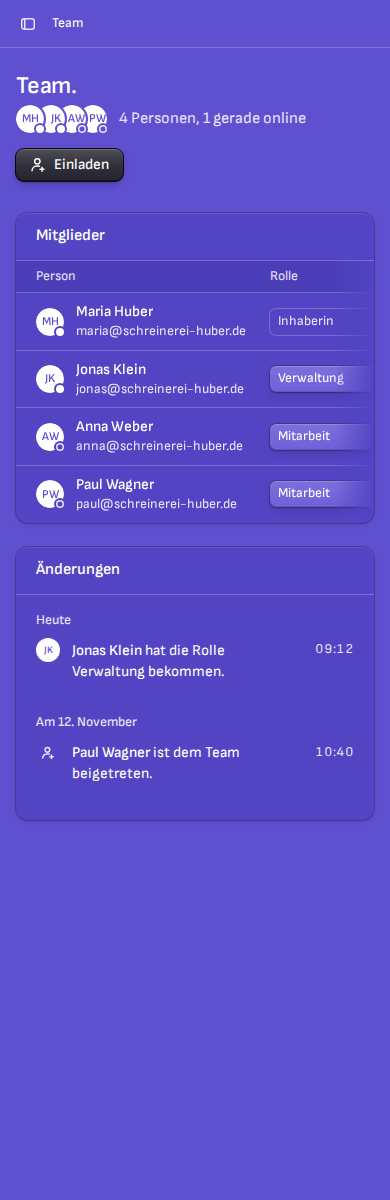 Team
Team.
MH JK AW PW 4 Personen, 1 gerade online
Einladen
Mitglieder
Person Rolle
MH Maria Huber Inhaberin
maria@schreinerei-huber.de
JK Jonas Klein Verwaltung
jonas@schreinerei-huber.de
AW Anna Weber Mitarbeit
anna@schreinerei-huber.de
PW Paul Wagner Mitarbeit
paul@schreinerei-huber.de
Änderungen
Heute
JK Jonas Klein hat die Rolle 09:12
Verwaltung bekommen.
Am 12. November
Paul Wagner ist dem Team 10:40
beigetreten.